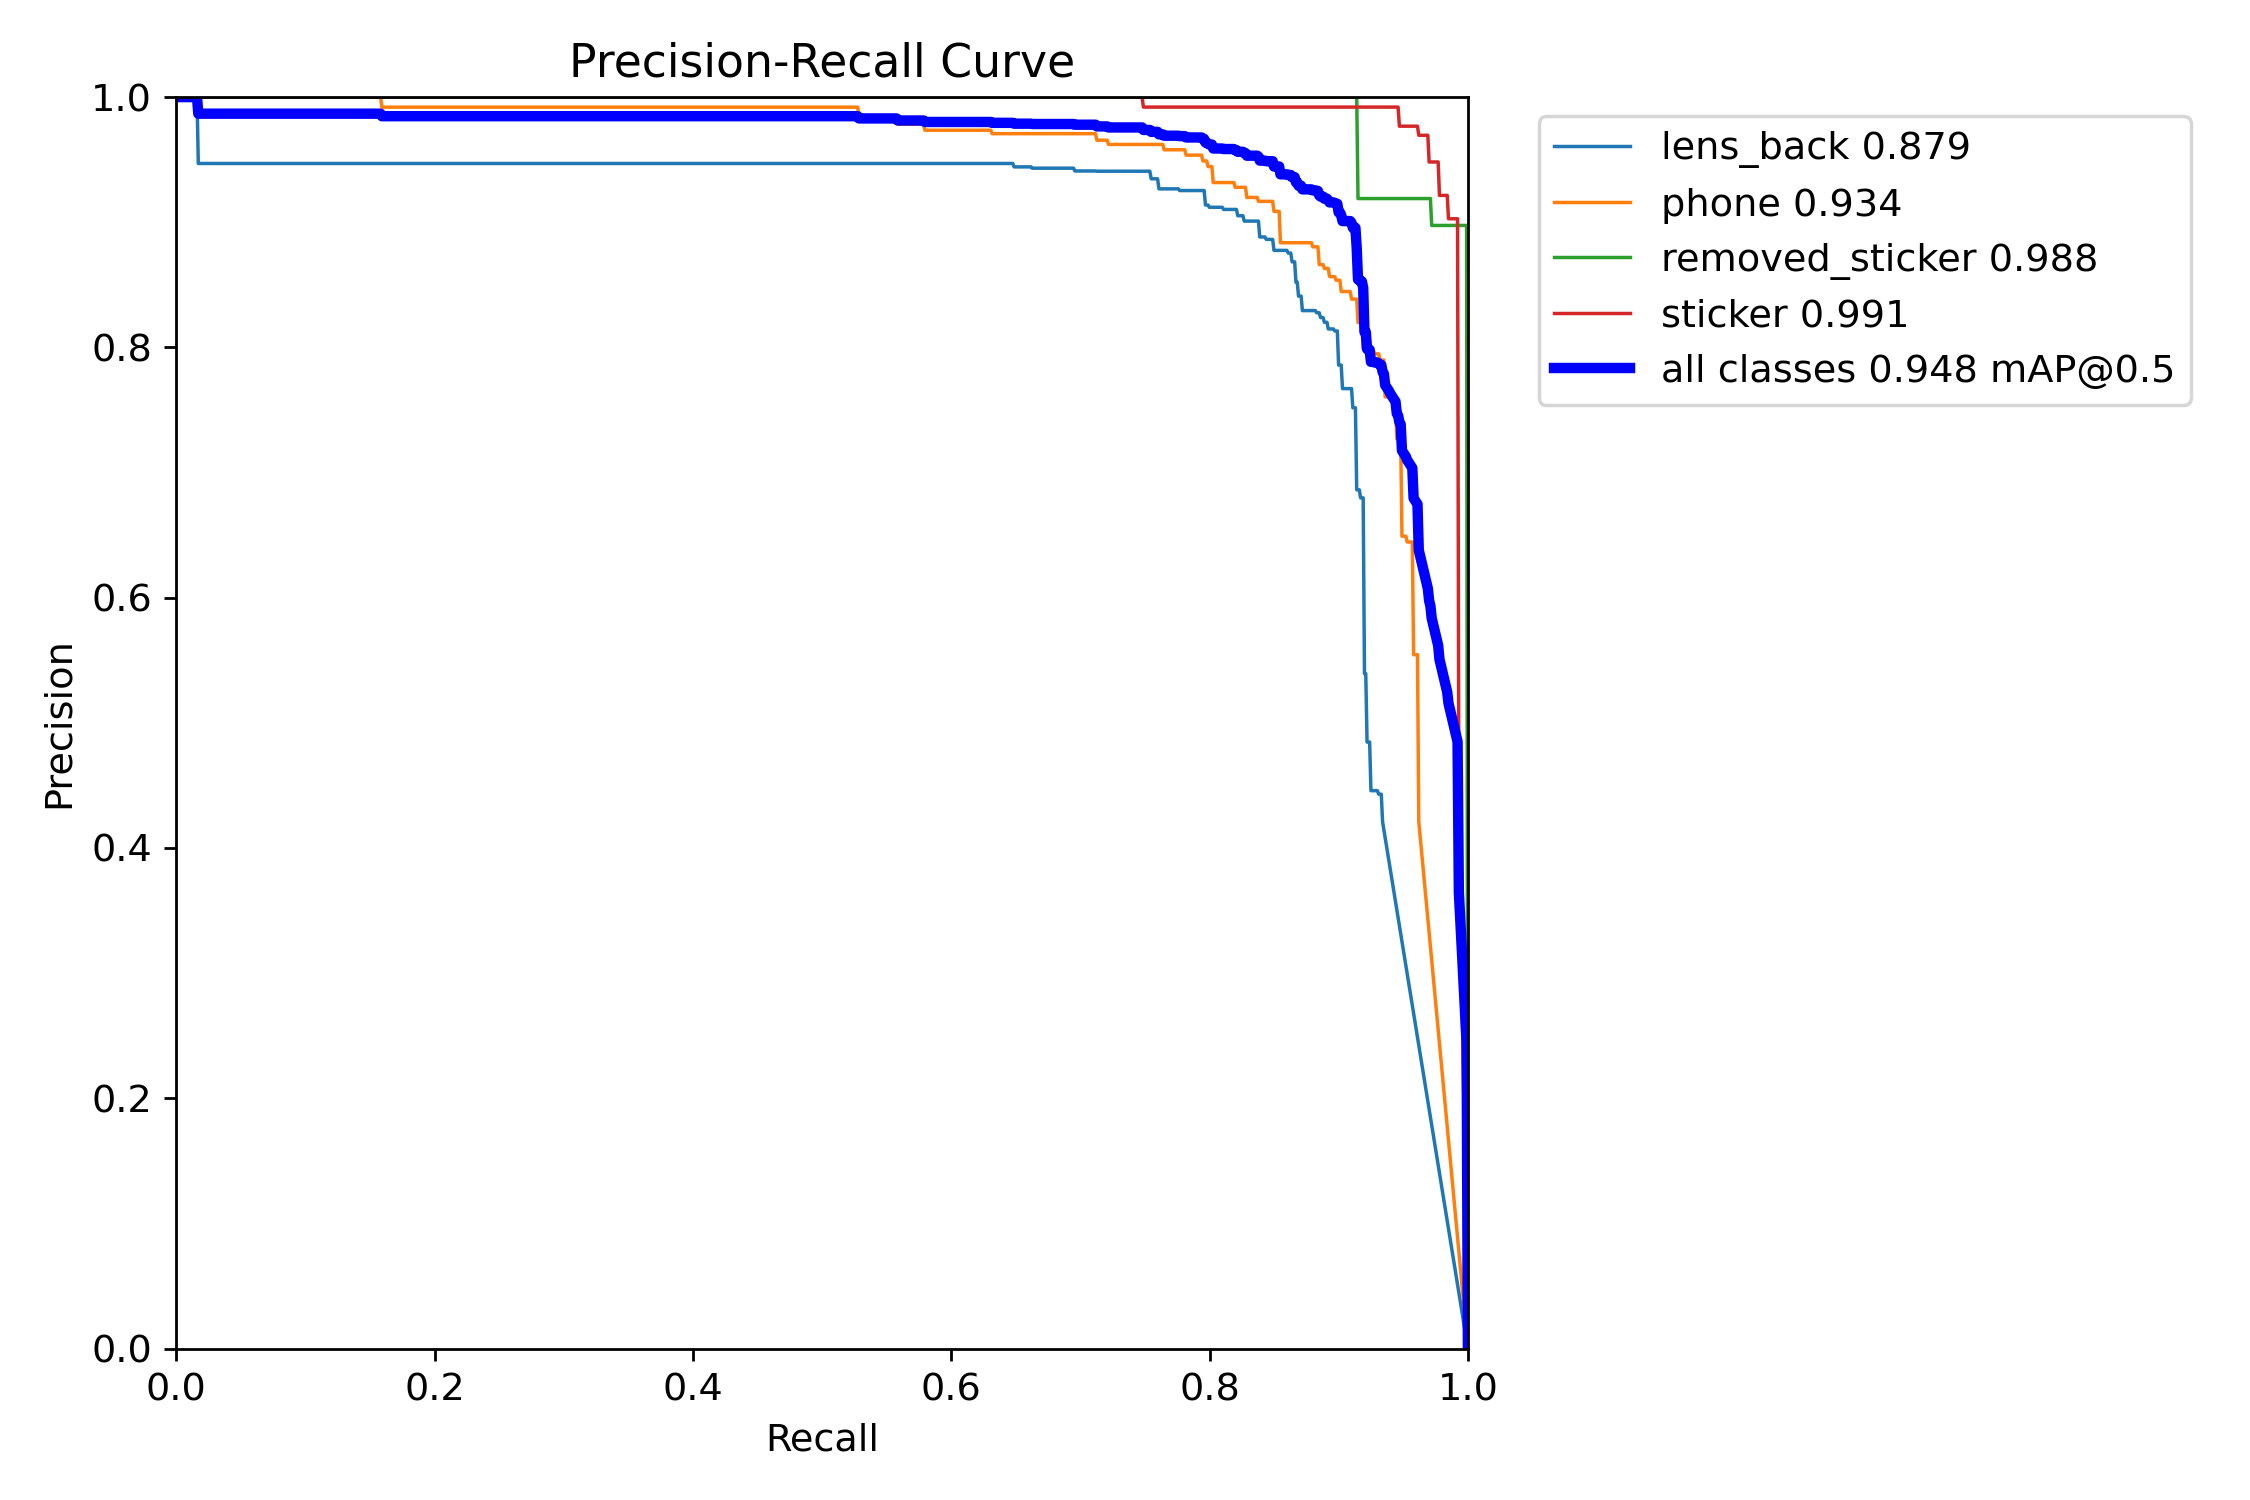 Precision-Recall Curve
1.0
0.8
0.6
0.4
0.2
0.0
Precision
0.0 0.2 0.4 0.6 0.8 1.0
Recall
lens_back 0.879
phone 0.934
removed_sticker 0.988
sticker 0.991
all classes 0.948 mAP@0.5